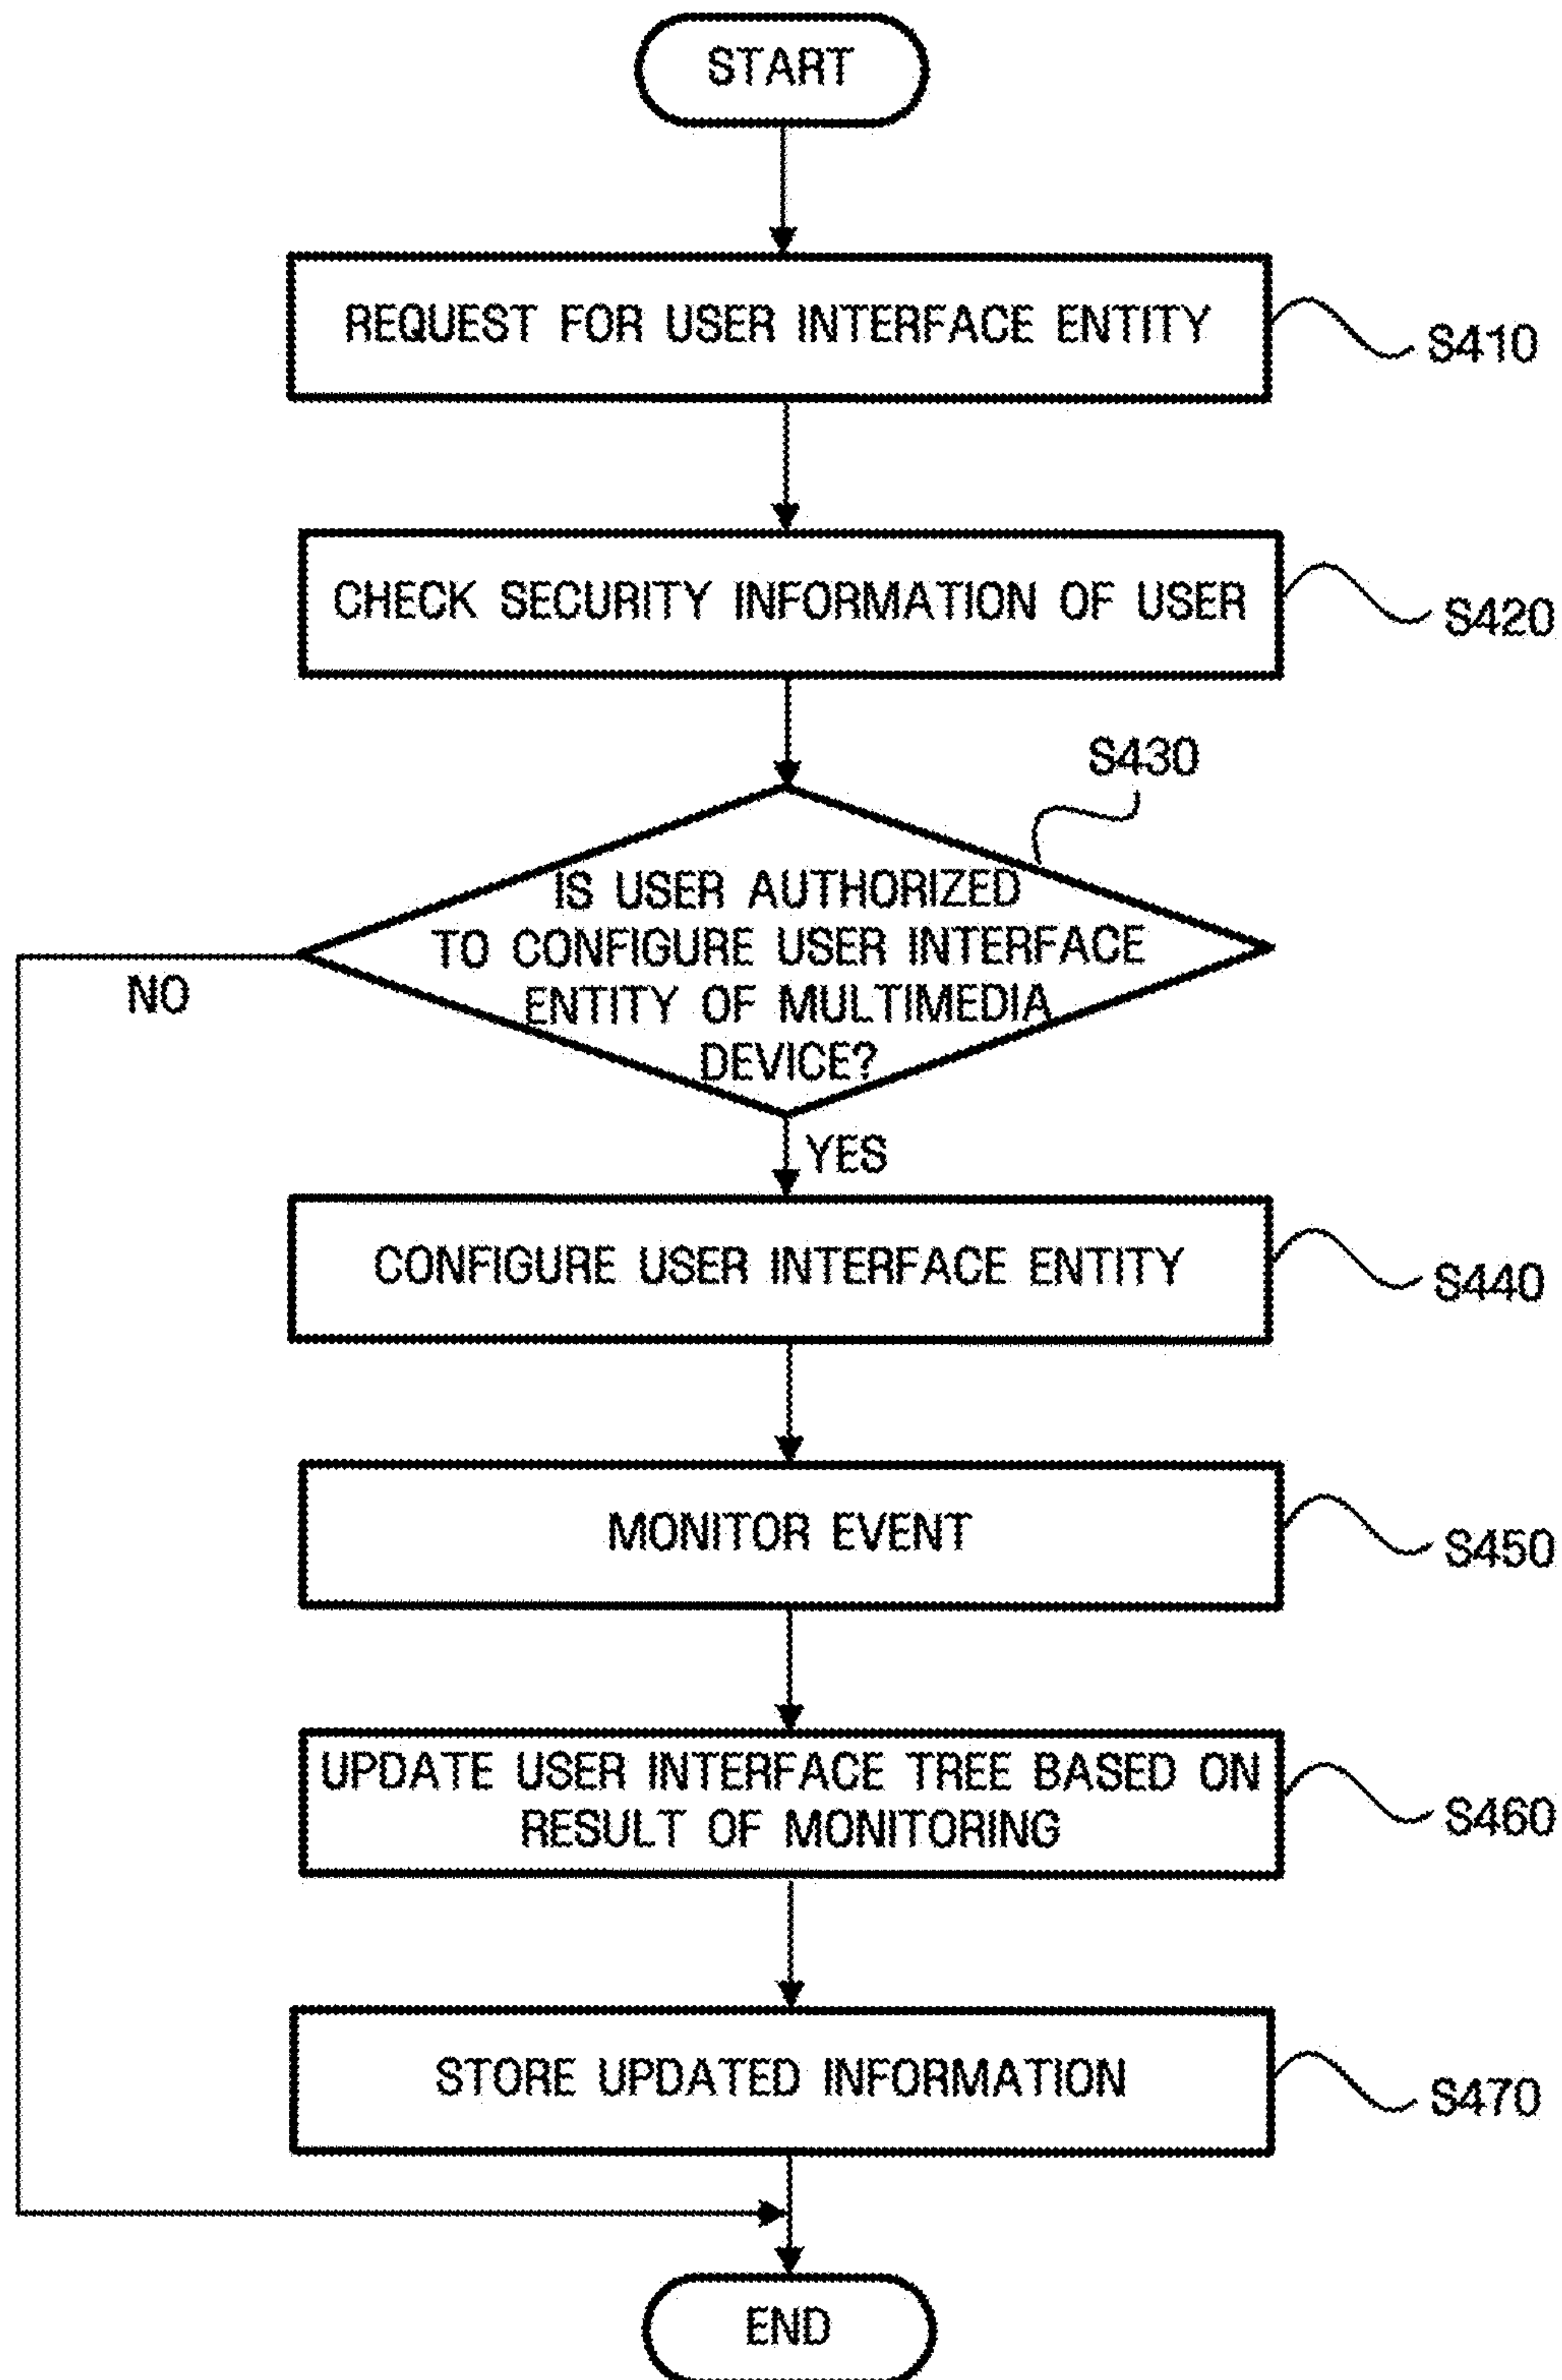 START
REQUEST FOR USER INTERFACE ENTITY
S410
CHECK SECURITY INFORMATION OF USER
S420
S430
IS USER AUTHORIZED
TO CONFIGURE USER INTERFACE
ENTITY OF MULTIMEDIA
DEVICE?
NO
YES
CONFIGURE USER INTERFACE ENTITY
S440
MONITOR EVENT
S450
UPDATE USER INTERFACE TREE BASED ON
RESULT OF MONITORING
S460
STORE UPDATED INFORMATION
S470
END